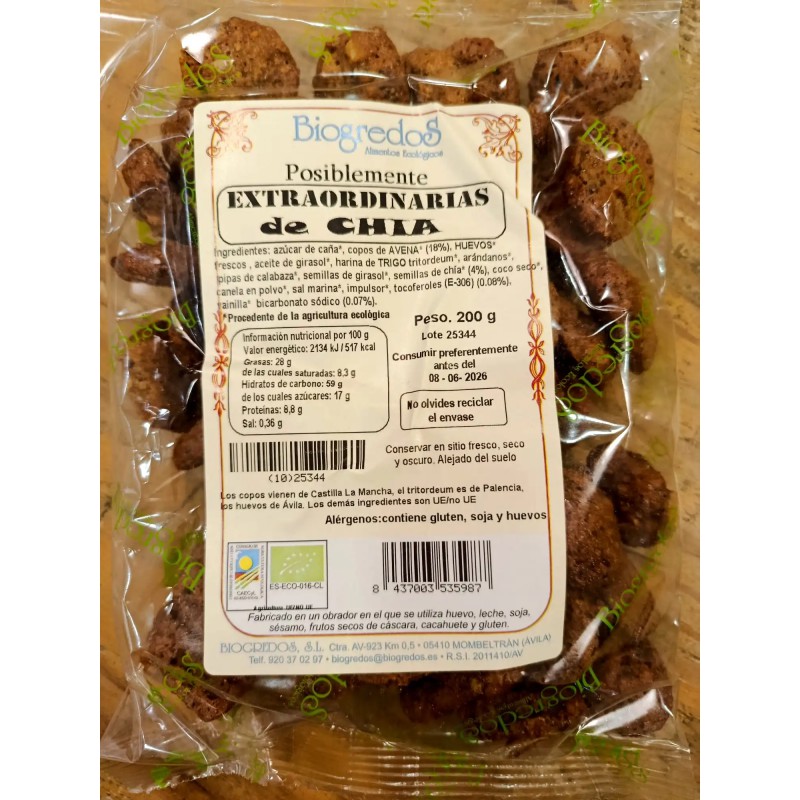 BiogredoS
Alimentos Ecológicos
Posiblemente
EXTRAORDINARIAS
de CHIA
Ingredientes: azúcar de caña*, copos de AVENA* (18%), HUEVOS*
frescos , aceite de girasol*, harina de TRIGO tritordeum*, arándanos*,
pipas de calabaza*, semillas de girasol*, semillas de chía* (4%), coco seco*,
canela en polvo*, sal marina*, impulsor*, tocoferoles (E-306) (0.08%),
vainilla* bicarbonato sódico (0.07%).
*Procedente de la agricultura ecológica
Información nutricional por 100 g
Valor energético: 2134 kJ / 517 kcal
Grasas: 28 g
de las cuales saturadas: 8,3 g
Hidratos de carbono: 59 g
de los cuales azúcares: 17 g
Proteínas: 8,8 g
Sal: 0,36 g
Peso. 200 g
Lote 25344
Consumir preferentemente
antes del
08 - 06- 2026
No olvides reciclar
el envase
(10)25344
Conservar en sitio fresco, seco
y oscuro. Alejado del suelo
Los copos vienen de Castilla La Mancha, el tritordeum es de Palencia,
los huevos de Ávila. Los demás ingredientes son UE/no UE
Alérgenos:contiene gluten, soja y huevos
ES-ECO-016-CL
Agricultura UE/NO UE
8 437003 535987
Fabricado en un obrador en el que se utiliza huevo, leche, soja,
sésamo, frutos secos de cáscara, cacahuete y gluten.
BIOGREDOS, S.L. Ctra. AV-923 Km 0,5 • 05410 MOMBELTRÁN (ÁVILA)
Telf. 920 37 02 97 • biogredos@biogredos.es • R.S.I. 2011410/AV